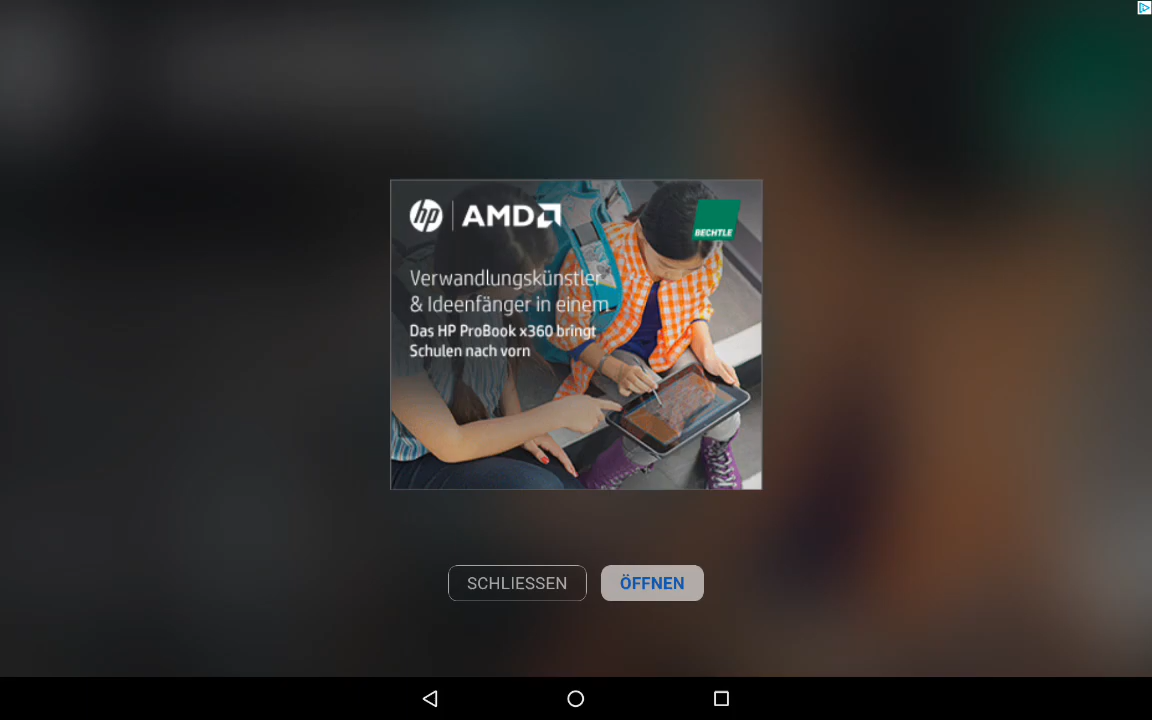 hp | AMD
BECHTLE
Verwandlungskünstler
& Ideenfänger in einem
Das HP ProBook x360 bringt
Schulen nach vorn
SCHLIESSEN
ÖFFNEN